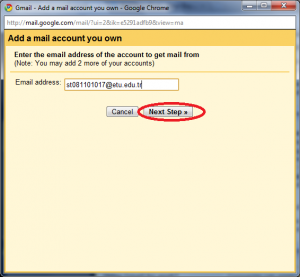 Gmail - Add a mail account you own - Google Chrome
http://mail.google.com/mail/?ui=2&ik=e5291adf69&view=ma
Add a mail account you own
Enter the email address of the account to get mail from
(Note: You may add 2 more of your accounts)
Email address: st081101017@etu.edu.tr
Cancel Next Step »